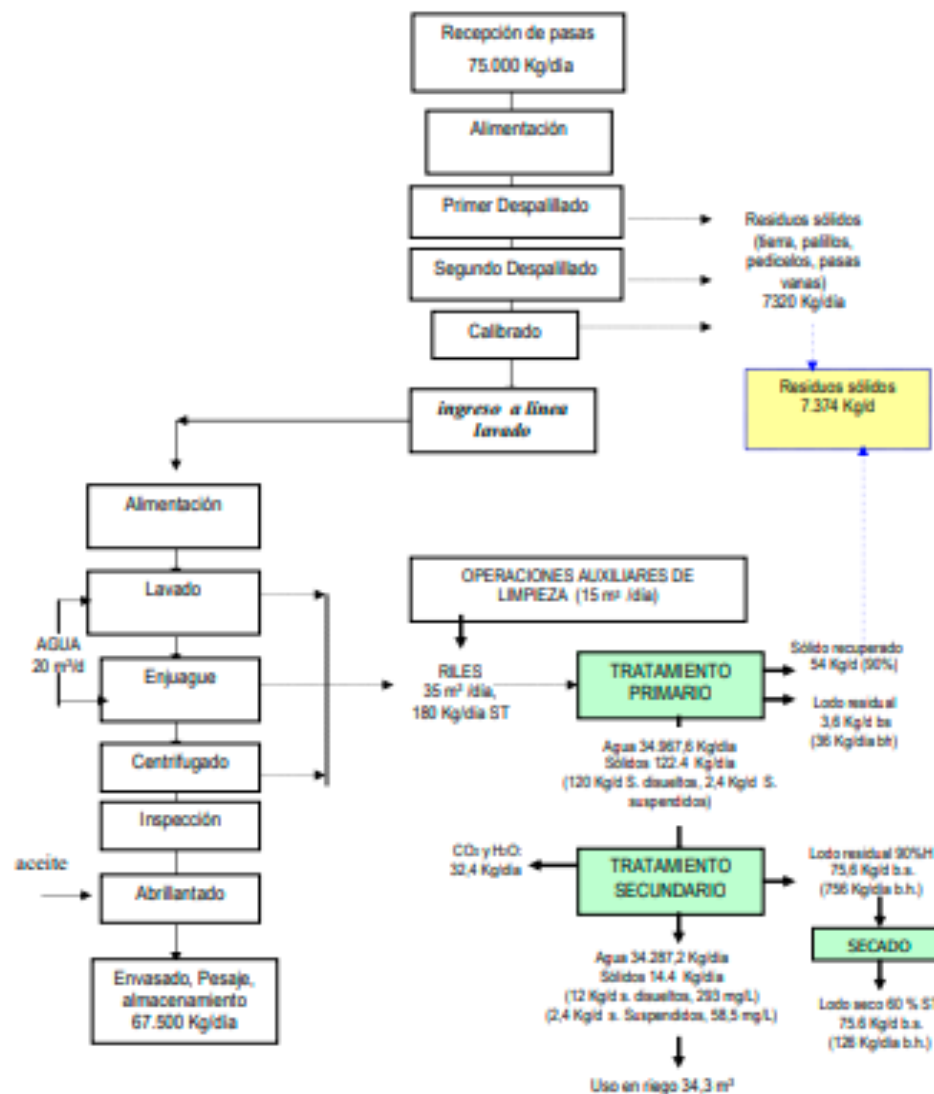 Recepción de pasas
75.000 Kg/día
Alimentación
Primer Despalillado
Segundo Despalillado
Calibrado
Residuos sólidos
(tierra, palillos,
pedicelos, pasas
vanas)
7320 Kg/día
Residuos sólidos
7.374 Kg/d
ingreso a línea
lavado
Alimentación
Lavado
AGUA
20 m³/d
Enjuague
Centrifugado
Inspección
aceite
Abrillantado
Envasado, Pesaje,
almacenamiento
67.500 Kg/día
OPERACIONES AUXILIARES DE
LIMPIEZA (15 m³ /día)
RILES
35 m³ /día,
180 Kg/día ST
TRATAMIENTO
PRIMARIO
Sólido recuperado
54 Kg/d (90%)
Lodo residual
3,6 Kg/d bs
(36 Kg/día bh)
Agua 34.967,6 Kg/día
Sólidos 122.4 Kg/día
(120 Kg/d S. disueltos, 2,4 Kg/d S.
suspendidos)
CO₂ y H₂O:
32,4 Kg/día
TRATAMIENTO
SECUNDARIO
Lodo residual 90%H
75,6 Kg/d b.s.
(756 Kg/día b.h.)
SECADO
Lodo seco 60 % ST
75.6 Kg/d b.s.
(126 Kg/día b.h.)
Agua 34.287,2 Kg/día
Sólidos 14.4 Kg/día
(12 Kg/d s. disueltos, 293 mg/L)
(2,4 Kg/d s. Suspendidos, 58,5 mg/L)
Uso en riego 34,3 m³